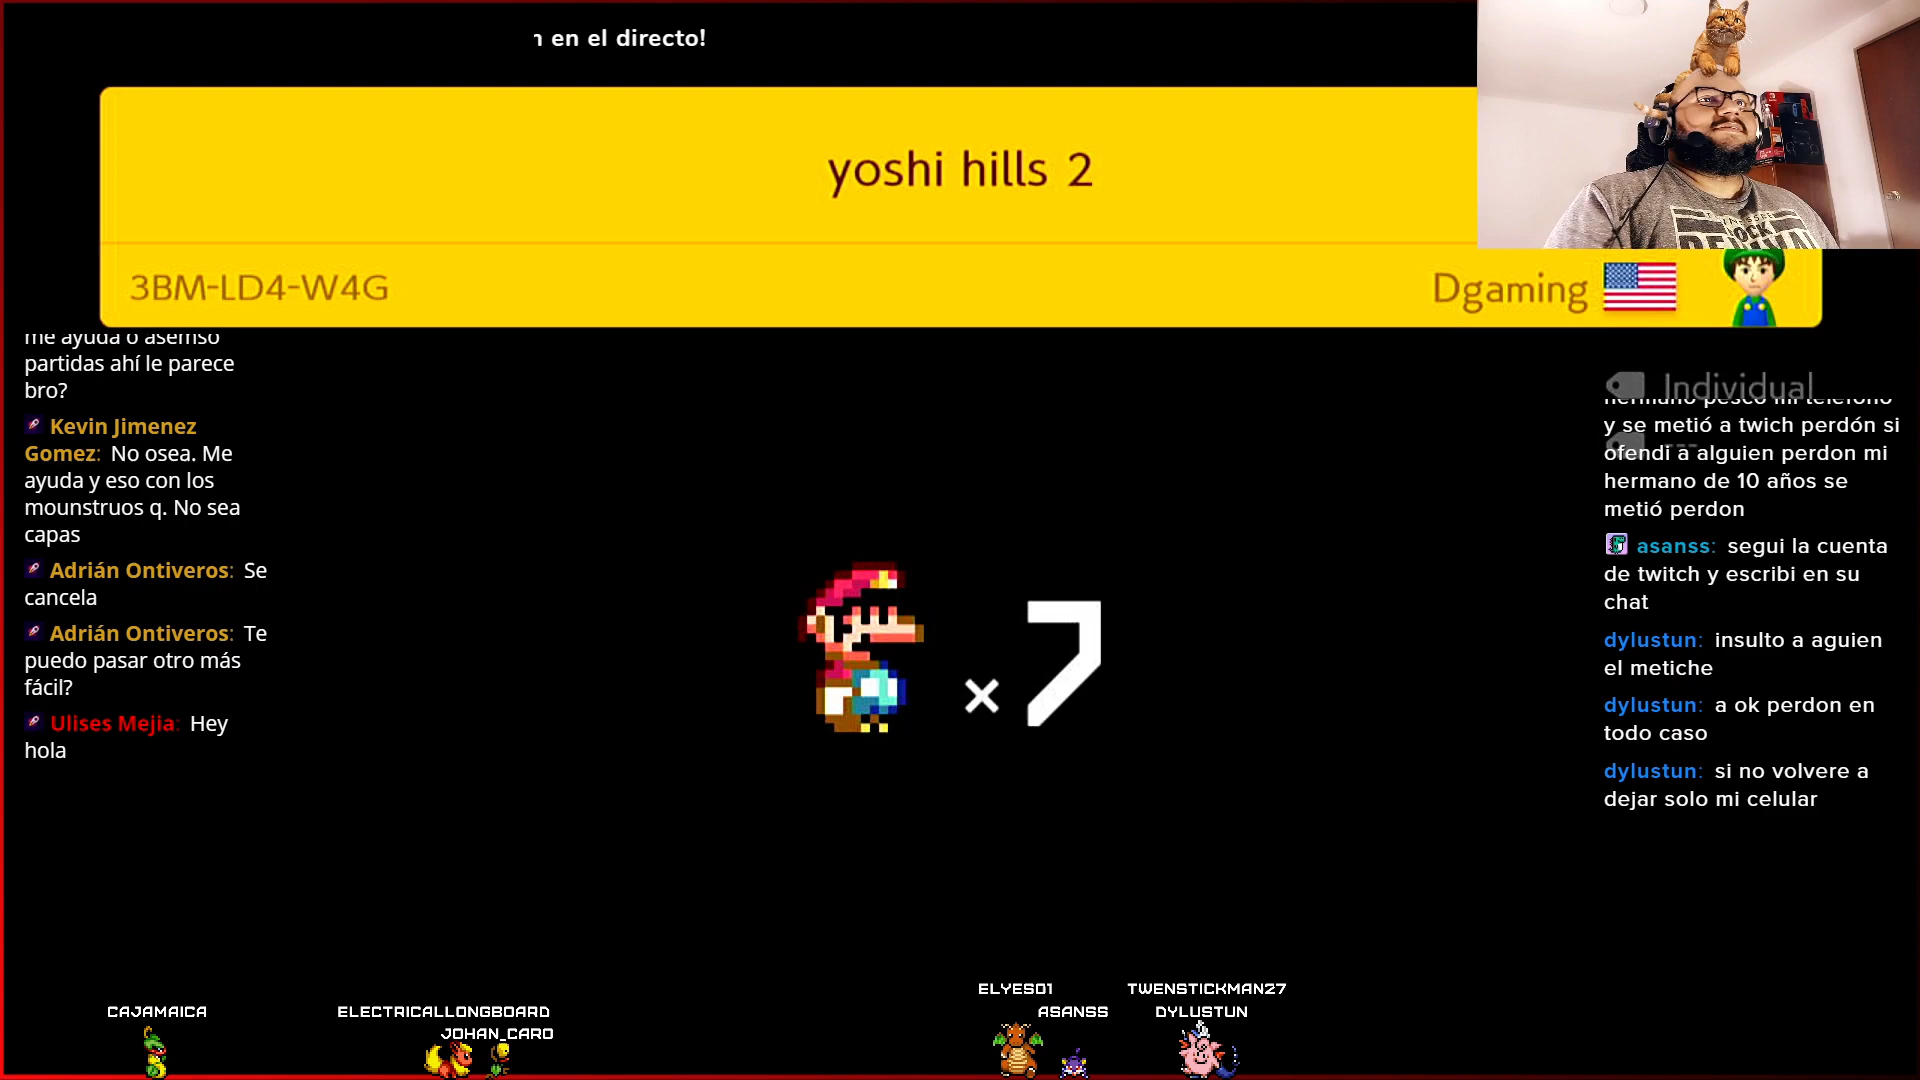 en el directo!
yoshi hills 2
3BM-LD4-W4G
Dgaming
me ayuda o asemso
partidas ahí le parece
bro?
Kevin Jimenez
Gomez: No osea. Me
ayuda y eso con los
mounstruos q. No sea
capas
Adrián Ontiveros: Se
cancela
Adrián Ontiveros: Te
puedo pasar otro más
fácil?
Ulises Mejia: Hey
hola
× 7
Individual
---
hermano pesco mi telefono
y se metió a twich perdón si
ofendi a alguien perdon mi
hermano de 10 años se
metió perdon
asanss: segui la cuenta
de twitch y escribi en su
chat
dylustun: insulto a aguien
el metiche
dylustun: a ok perdon en
todo caso
dylustun: si no volvere a
dejar solo mi celular
CAJAMAICA
ELECTRICALLONGBOARD
JOHAN_CARO
ELYES01
ASANSS
TWENSTICKMAN27
DYLUSTUN